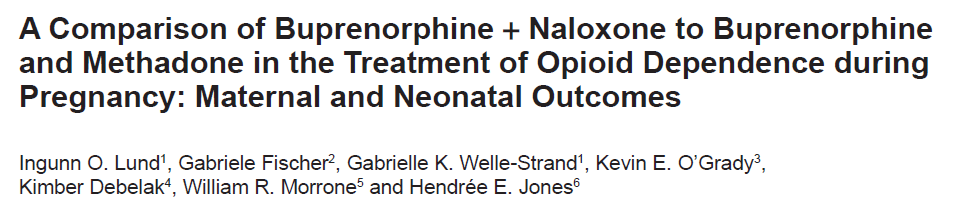 A Comparison of Buprenorphine + Naloxone to Buprenorphine
and Methadone in the Treatment of Opioid Dependence during
Pregnancy: Maternal and Neonatal Outcomes
Ingunn O. Lund¹, Gabriele Fischer², Gabrielle K. Welle-Strand¹, Kevin E. O'Grady³,
Kimber Debelak⁴, William R. Morrone⁵ and Hendrée E. Jones⁶